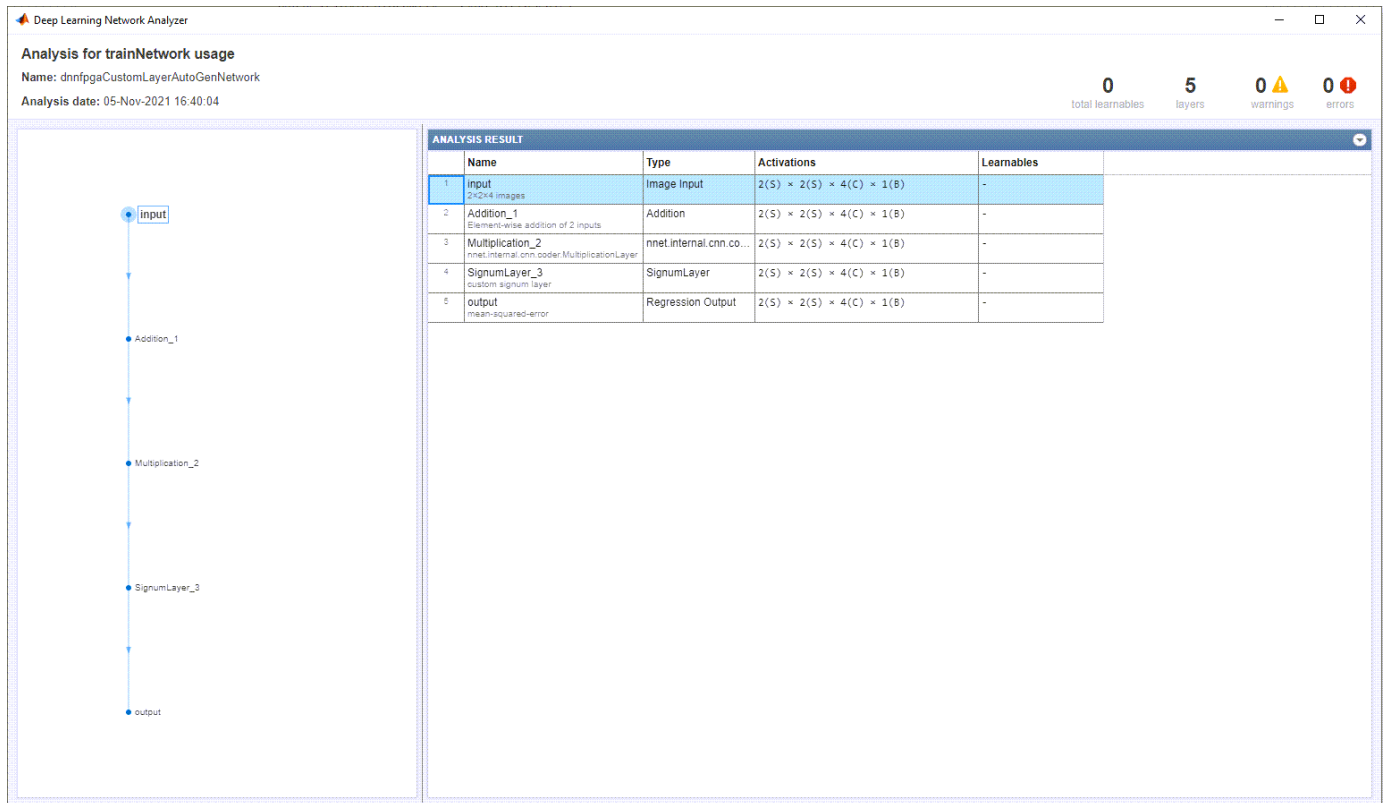 Deep Learning Network Analyzer
Analysis for trainNetwork usage
Name: dnnfpgaCustomLayerAutoGenNetwork
Analysis date: 05-Nov-2021 16:40:04
0 5 0 0
total learnables layers warnings errors
input
Addition_1
Multiplication_2
SignumLayer_3
output
ANALYSIS RESULT
Name Type Activations Learnables
1 input Image Input 2(S) × 2(S) × 4(C) × 1(B) -
2×2×4 images
2 Addition_1 Addition 2(S) × 2(S) × 4(C) × 1(B) -
Element-wise addition of 2 inputs
3 Multiplication_2 nnet.internal.cnn.co... 2(S) × 2(S) × 4(C) × 1(B) -
nnet.internal.cnn.coder.MultiplicationLayer
4 SignumLayer_3 SignumLayer 2(S) × 2(S) × 4(C) × 1(B) -
custom signum layer
5 output Regression Output 2(S) × 2(S) × 4(C) × 1(B) -
mean-squared-error